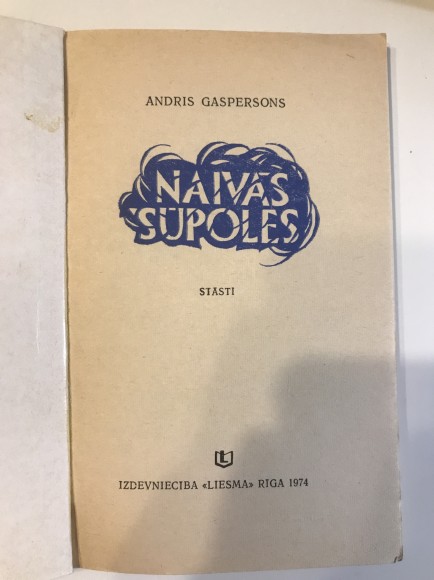 ANDRIS GASPERSONS
NAIVĀS
ŠŪPOLES
STĀSTI
IZDEVNIECĪBA «LIESMA» RĪGA 1974